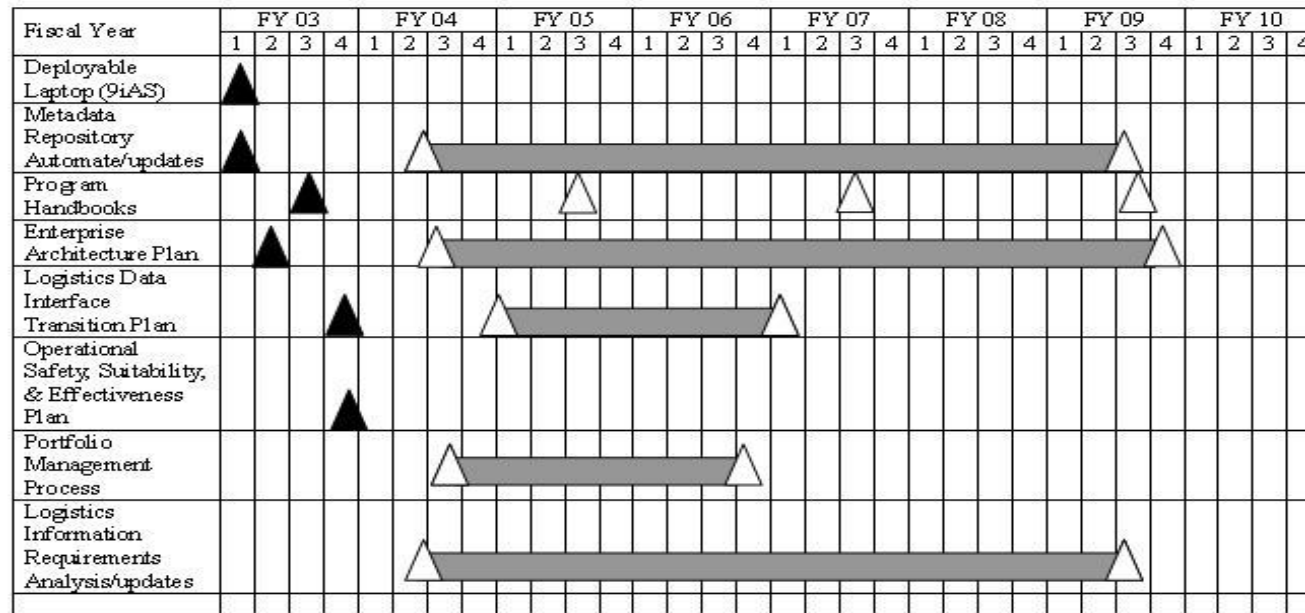 Fiscal Year
FY 03 FY 04 FY 05 FY 06 FY 07 FY 08 FY 09 FY 10
1 2 3 4 1 2 3 4 1 2 3 4 1 2 3 4 1 2 3 4 1 2 3 4 1 2 3 4 1 2 3 4
Deployable
Laptop (9iAS)
Metadata
Repository
Automate/updates
Program
Handbooks
Enterprise
Architecture Plan
Logistics Data
Interface
Transition Plan
Operational
Safety, Suitability,
& Effectiveness
Plan
Portfolio
Management
Process
Logistics
Information
Requirements
Analysis/updates